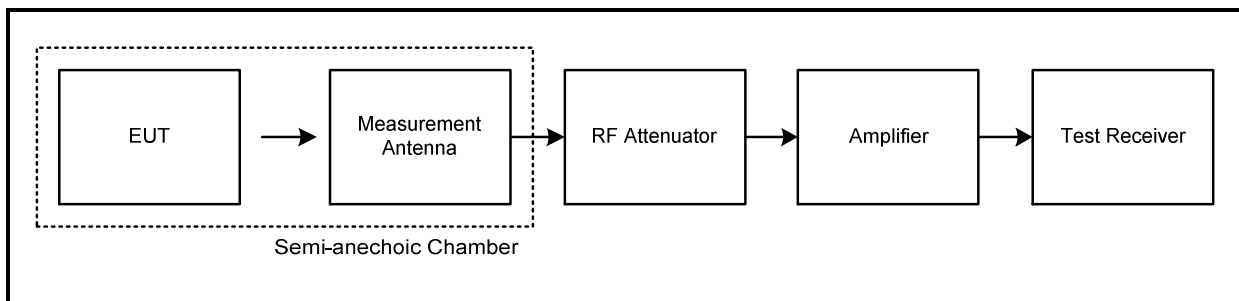 EUT
Measurement
Antenna
RF Attenuator
Amplifier
Test Receiver
Semi-anechoic Chamber